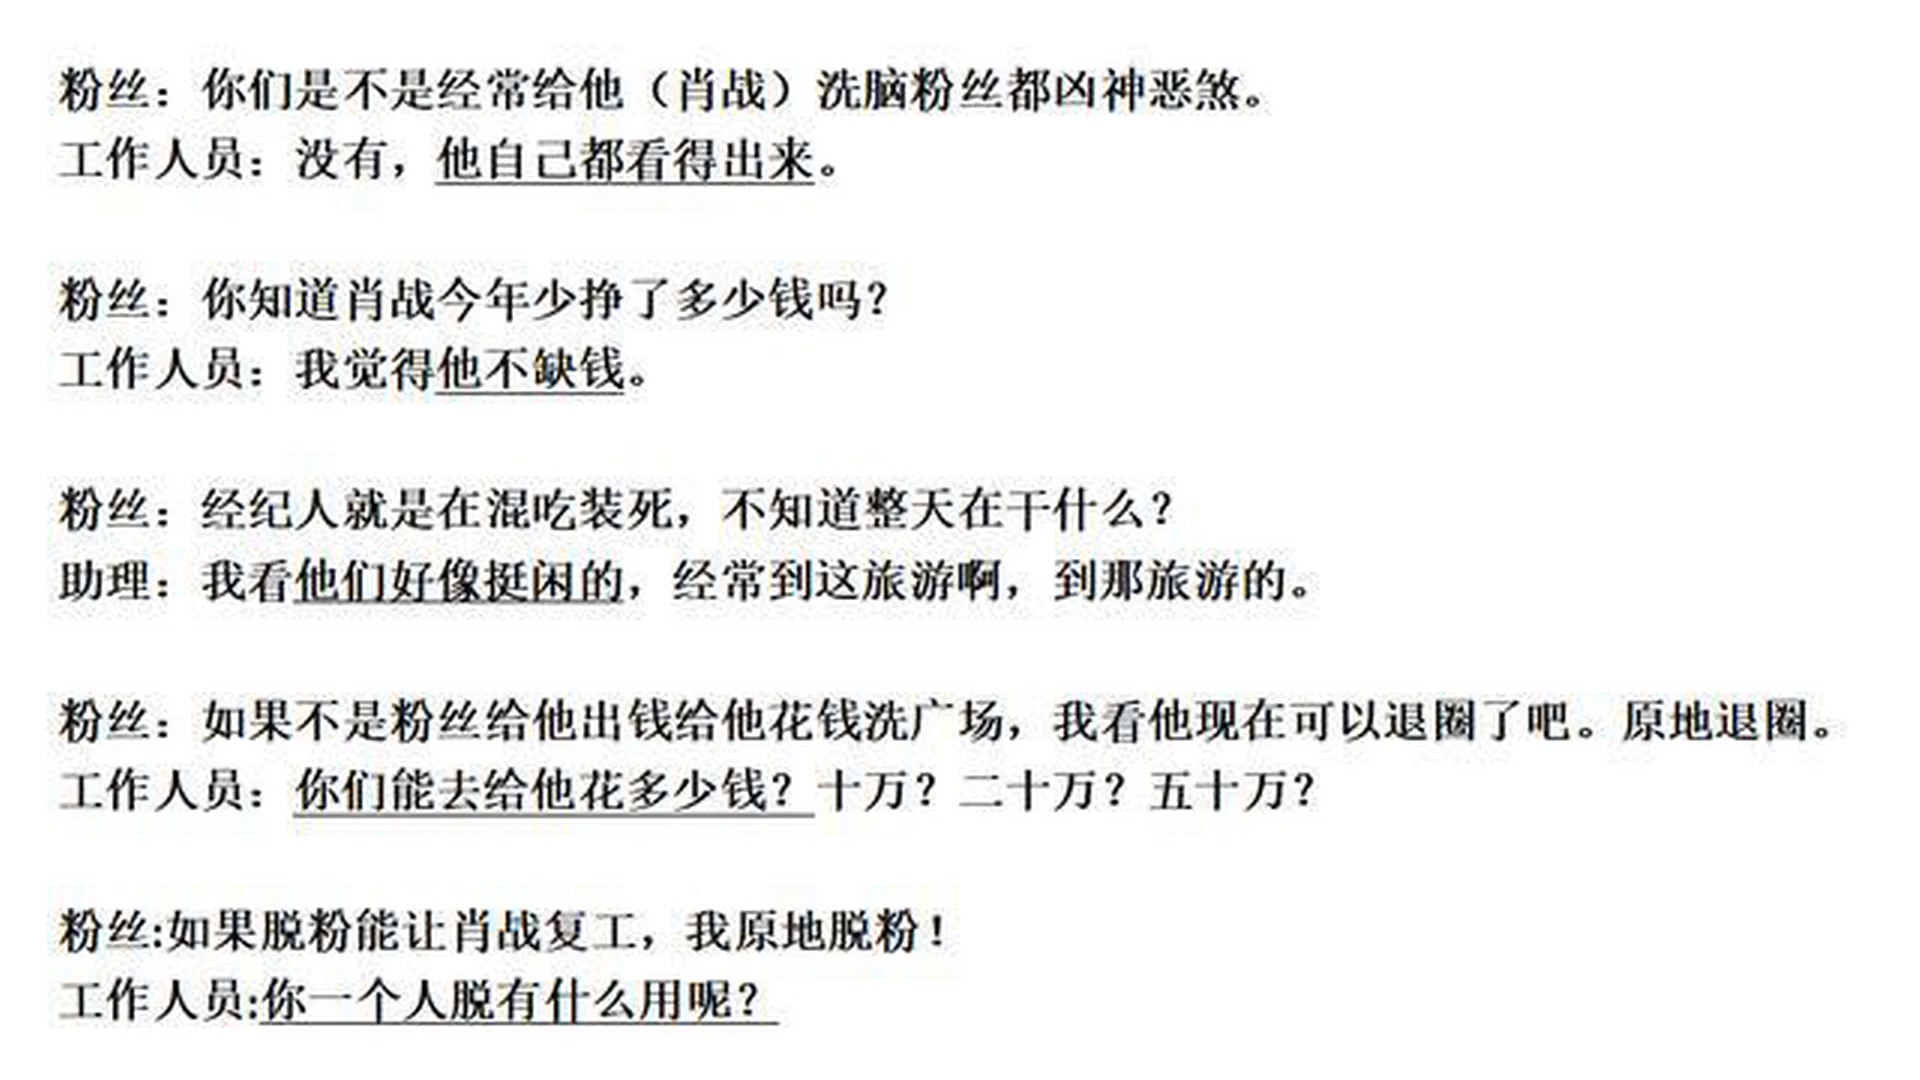 粉丝：你们是不是经常给他（肖战）洗脑粉丝都凶神恶煞。
工作人员：没有，他自己都看得出来。
粉丝：你知道肖战今年少挣了多少钱吗？
工作人员：我觉得他不缺钱。
粉丝：经纪人就是在混吃装死，不知道整天在干什么？
助理：我看他们好像挺闲的，经常到这旅游啊，到那旅游的。
粉丝：如果不是粉丝给他出钱给他花钱洗广场，我看他现在可以退圈了吧。原地退圈。
工作人员：你们能去给他花多少钱？十万？二十万？五十万？
粉丝:如果脱粉能让肖战复工，我原地脱粉！
工作人员:你一个人脱有什么用呢？